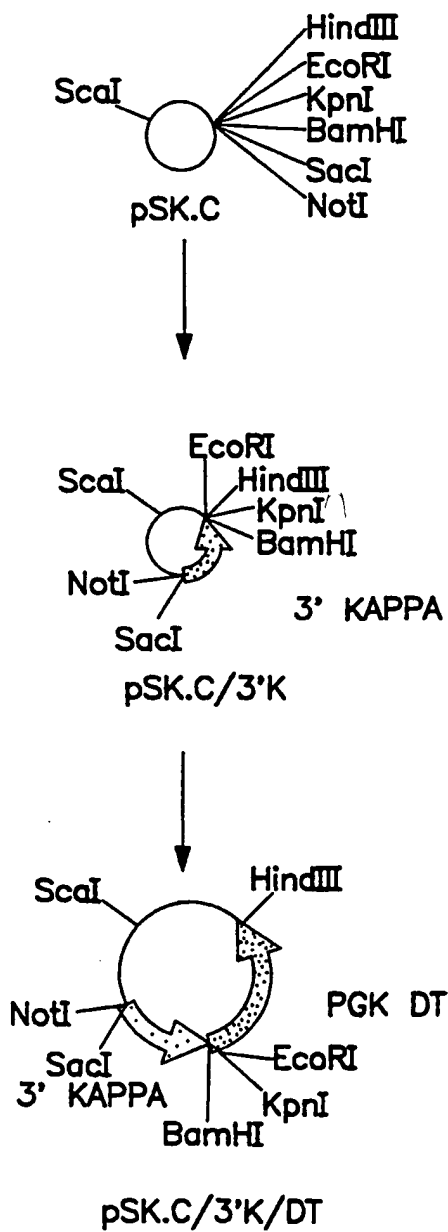 HindIII
EcoRI
ScaI
KpnI
BamHI
SacI
NotI
pSK.C
EcoRI
ScaI
HindIII
KpnI
BamHI
NotI
3' KAPPA
SacI
pSK.C/3'K
ScaI
HindIII
NotI
PGK DT
SacI
EcoRI
3' KAPPA
KpnI
BamHI
pSK.C/3'K/DT